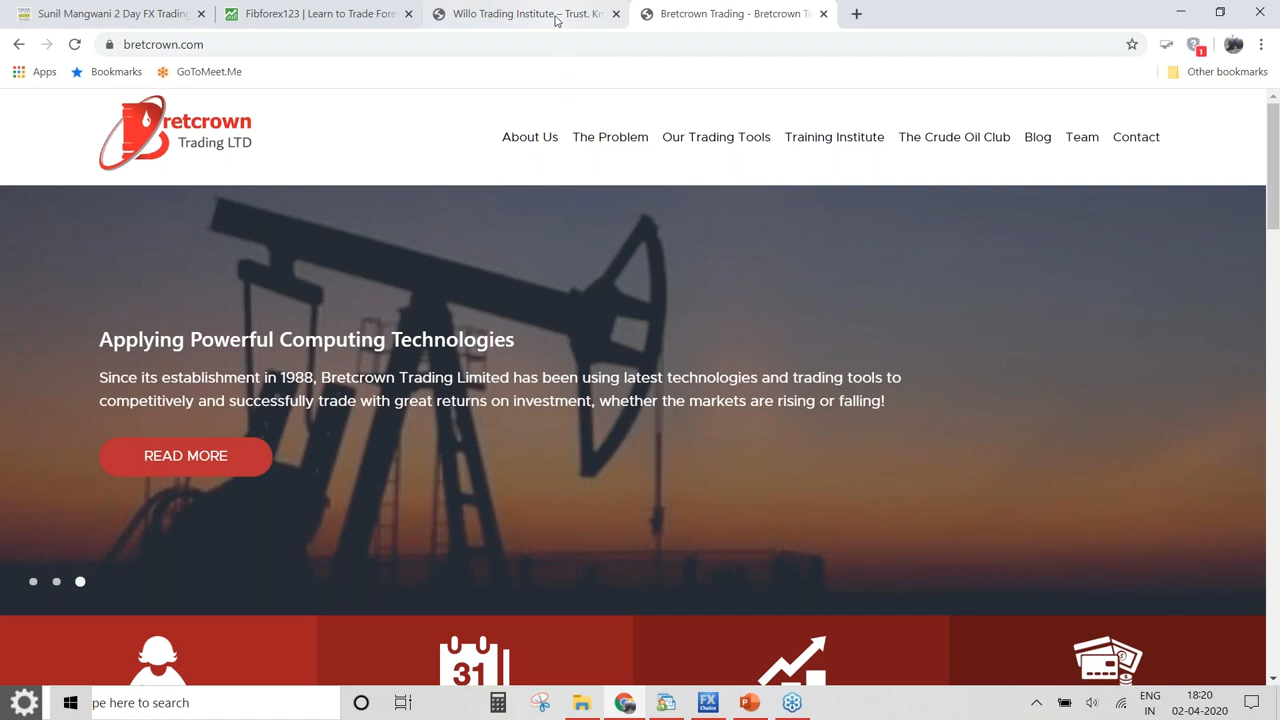 Sunil Mangwani 2 Day FX Trading
Fibforex123 | Learn to Trade Fore
Willo Trading Institute – Trust. Kn
Bretcrown Trading - Bretcrown T
bretcrown.com
1
Apps
Bookmarks
GoToMeet.Me
Other bookmarks
Bretcrown
Trading LTD
About Us
The Problem
Our Trading Tools
Training Institute
The Crude Oil Club
Blog
Team
Contact
Applying Powerful Computing Technologies
Since its establishment in 1988, Bretcrown Trading Limited has been using latest technologies and trading tools to
competitively and successfully trade with great returns on investment, whether the markets are rising or falling!
READ MORE
31
pe here to search
FX
Choice
ENG
IN
18:20
02-04-2020